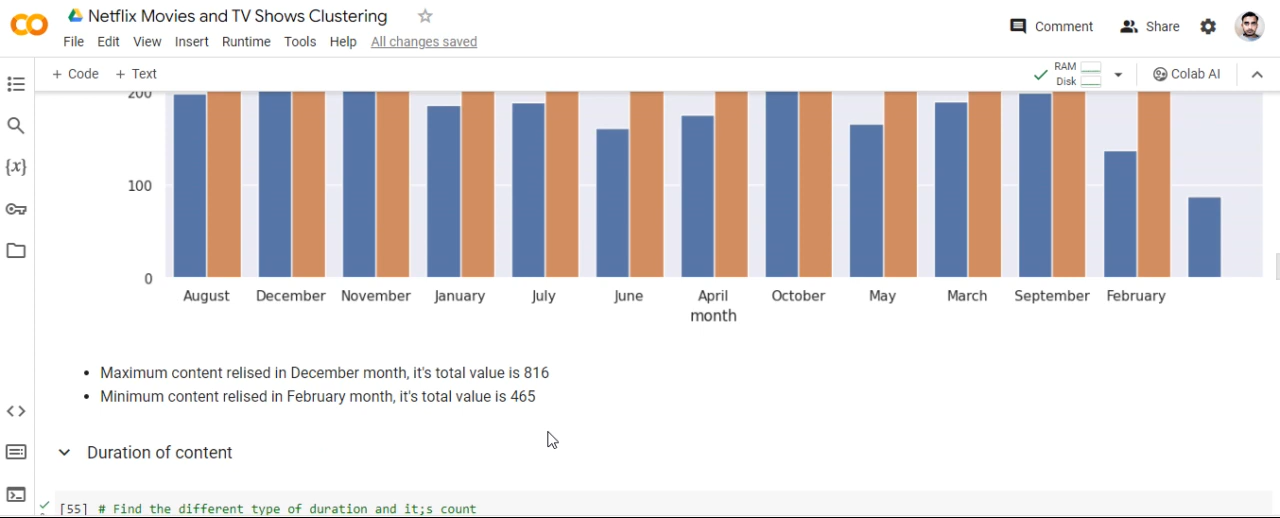 Netflix Movies and TV Shows Clustering
File Edit View Insert Runtime Tools Help All changes saved
Comment Share
+ Code + Text
RAM
Disk
Colab AI
{x}
200
100
0
August December November January July June April October May March September February
month
Maximum content relised in December month, it's total value is 816
Minimum content relised in February month, it's total value is 465
Duration of content
[55] # Find the different type of duration and it;s count